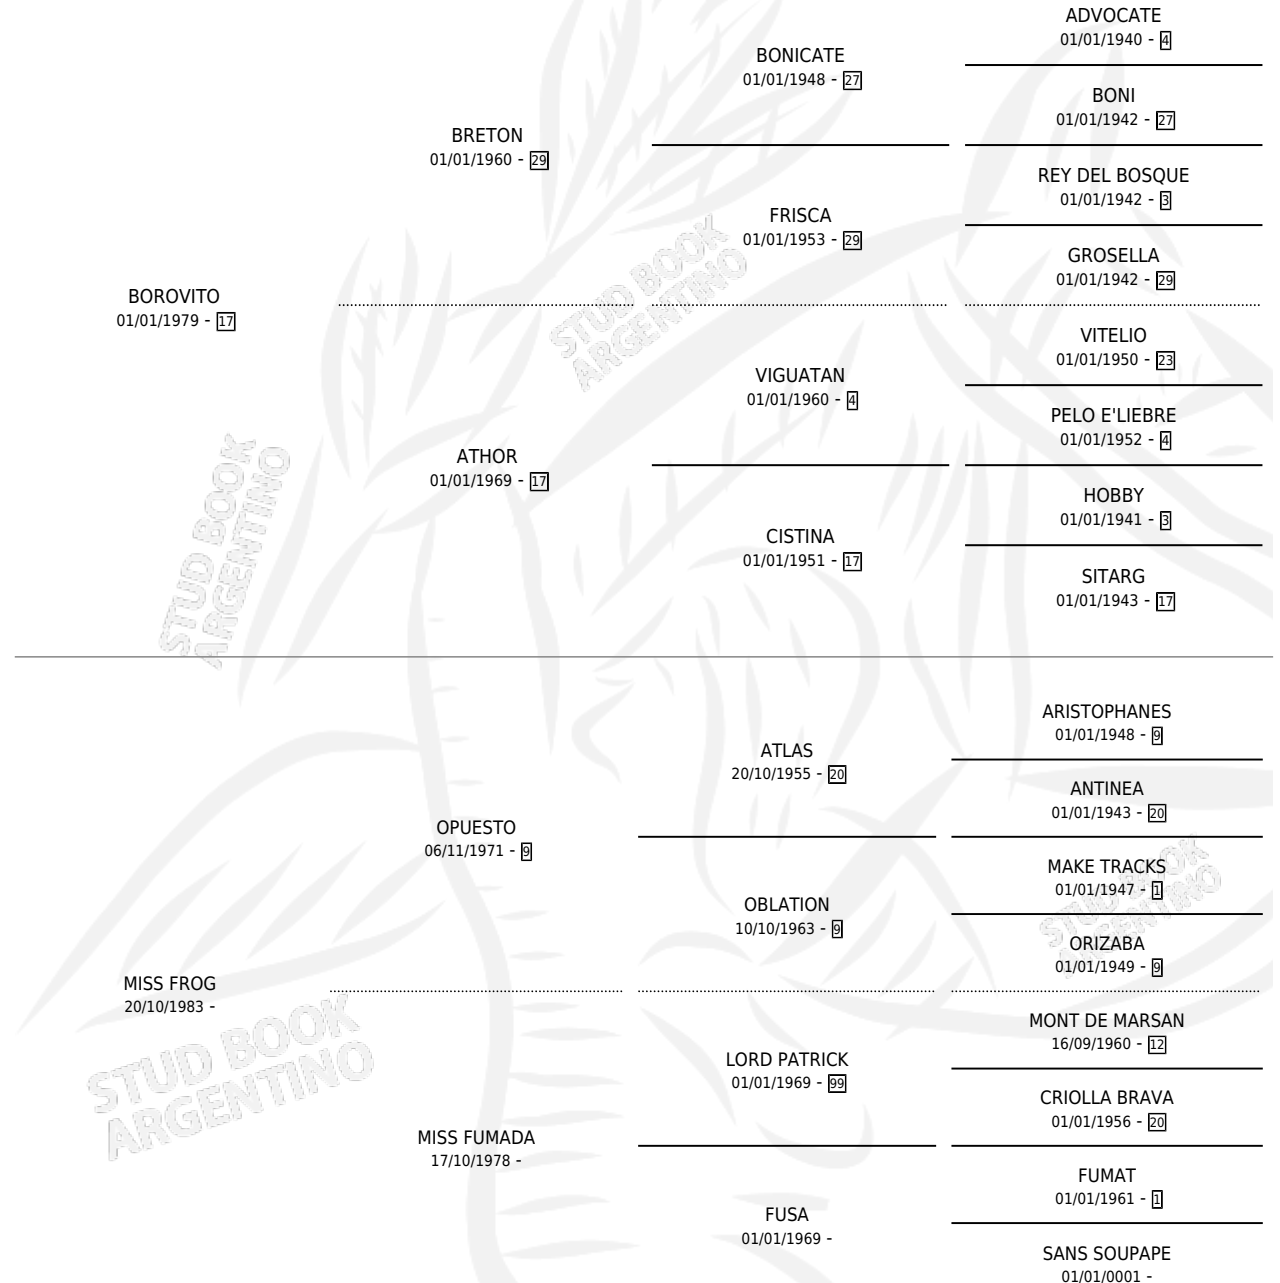 BOROVITO
01/01/1979 - 17
BRETON
01/01/1960 - 29
BONICATE
01/01/1948 - 27
ADVOCATE
01/01/1940 - 4
BONI
01/01/1942 - 27
FRISCA
01/01/1953 - 29
REY DEL BOSQUE
01/01/1942 - 3
GROSELLA
01/01/1942 - 29
ATHOR
01/01/1969 - 17
VIGUATAN
01/01/1960 - 4
VITELIO
01/01/1950 - 23
PELO E'LIEBRE
01/01/1952 - 4
CISTINA
01/01/1951 - 17
HOBBY
01/01/1941 - 3
SITARG
01/01/1943 - 17
MISS FROG
20/10/1983 -
OPUESTO
06/11/1971 - 9
ATLAS
20/10/1955 - 20
ARISTOPHANES
01/01/1948 - 9
ANTINEA
01/01/1943 - 20
OBLATION
10/10/1963 - 9
MAKE TRACKS
01/01/1947 - 1
ORIZABA
01/01/1949 - 9
MISS FUMADA
17/10/1978 -
LORD PATRICK
01/01/1969 - 99
MONT DE MARSAN
16/09/1960 - 12
CRIOLLA BRAVA
01/01/1956 - 20
FUSA
01/01/1969 -
FUMAT
01/01/1961 - 1
SANS SOUPAPE
01/01/0001 -
STUD BOOK
ARGENTINO
STUD BOOK
ARGENTINO
STUD BOOK
ARGENTINO
STUD BOOK
ARGENTINO